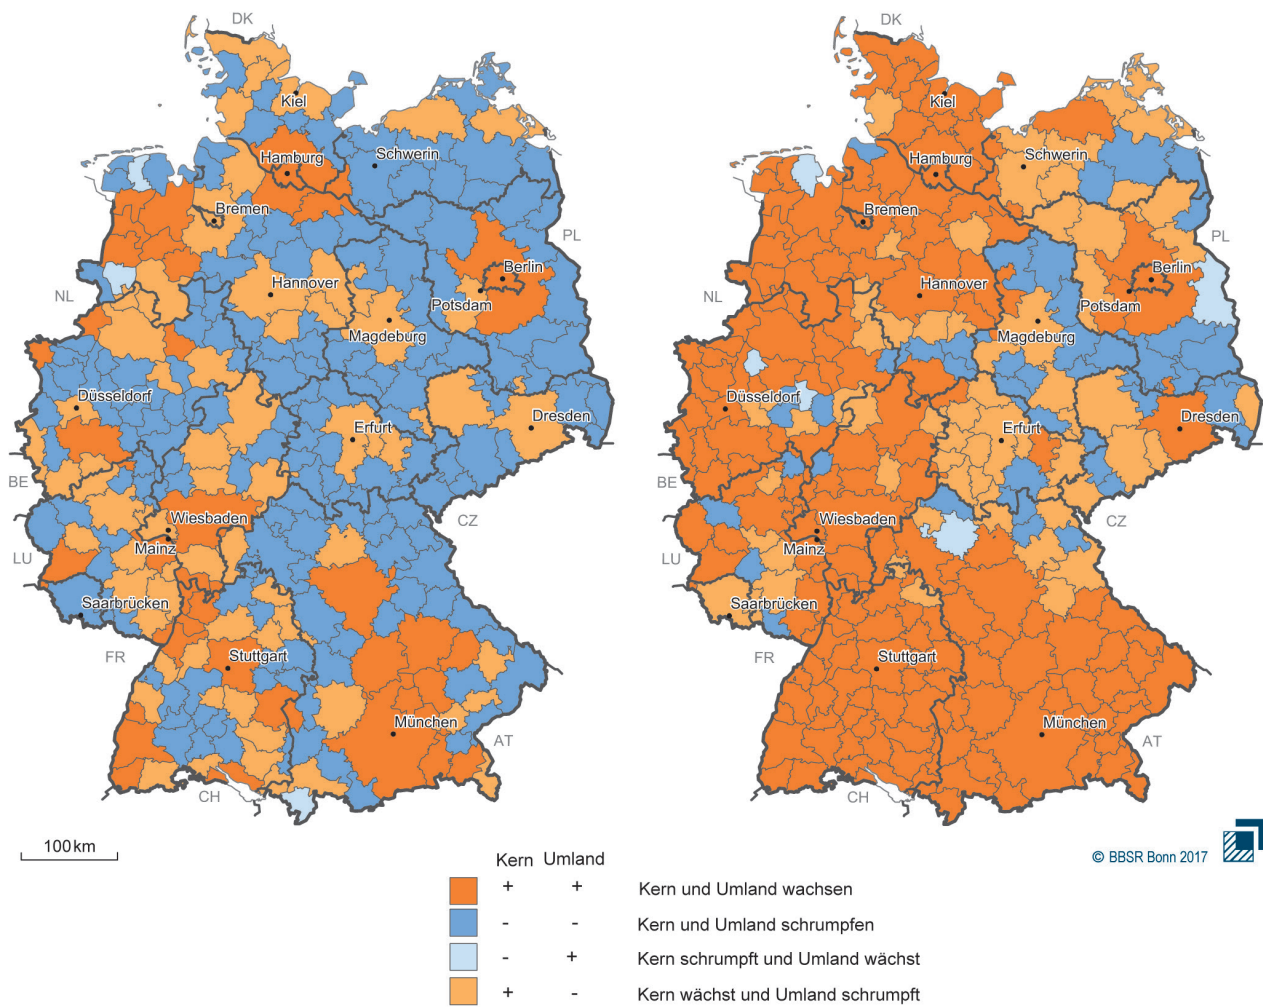 DK
Kiel
Hamburg
Schwerin
Bremen
PL
Berlin
NL
Hannover
Potsdam
Magdeburg
Düsseldorf
Dresden
Erfurt
BE
Wiesbaden
CZ
Mainz
LU
Saarbrücken
FR
Stuttgart
München
AT
CH
DK
Kiel
Hamburg
Schwerin
Bremen
PL
Berlin
NL
Hannover
Potsdam
Magdeburg
Düsseldorf
Dresden
Erfurt
BE
Wiesbaden
CZ
Mainz
LU
Saarbrücken
FR
Stuttgart
München
AT
CH
100 km
© BBSR Bonn 2017
Kern Umland
+ + Kern und Umland wachsen
- - Kern und Umland schrumpfen
- + Kern schrumpft und Umland wächst
+ - Kern wächst und Umland schrumpft